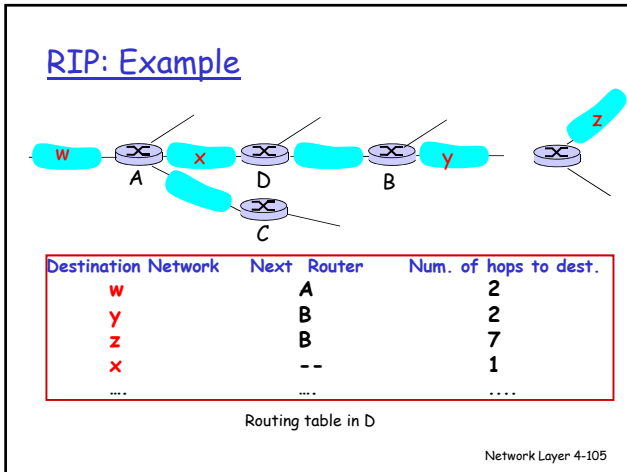 RIP: Example
z
w x y
A D B
C
Destination Network Next Router Num. of hops to dest.
w A 2
y B 2
z B 7
x -- 1
.... .... ....
Routing table in D
Network Layer 4-105